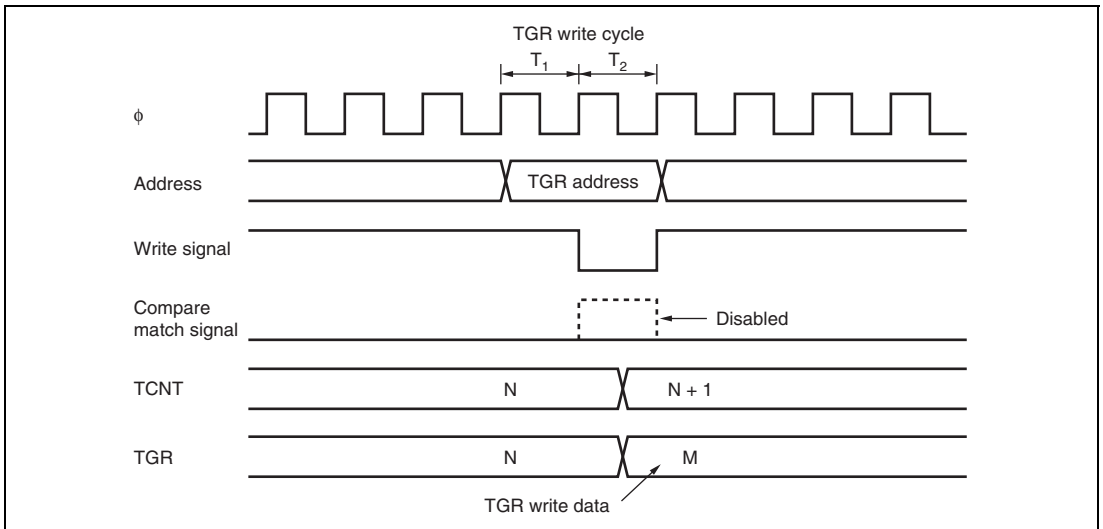 TGR write cycle
T1 T2
ϕ
Address TGR address
Write signal
Compare
match signal
Disabled
TCNT N N + 1
TGR N M
TGR write data